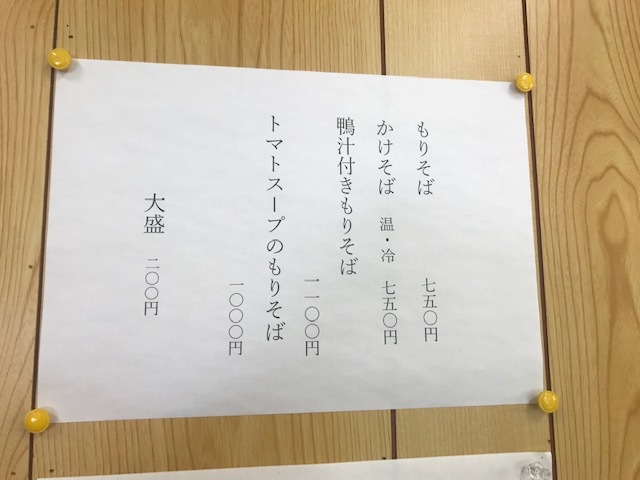 もりそば 七五〇円
かけそば 温・冷 七五〇円
鴨汁付きもりそば
一一〇〇円
トマトスープのもりそば
一〇〇〇円
大盛 二〇〇円